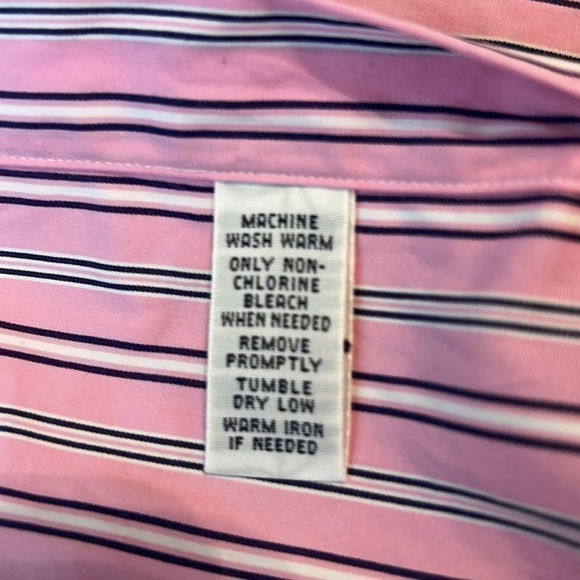 MACHINE
WASH WARM
ONLY NON-
CHLORINE
BLEACH
WHEN NEEDED
REMOVE
PROMPTLY
TUMBLE
DRY LOW
WARM IRON
IF NEEDED